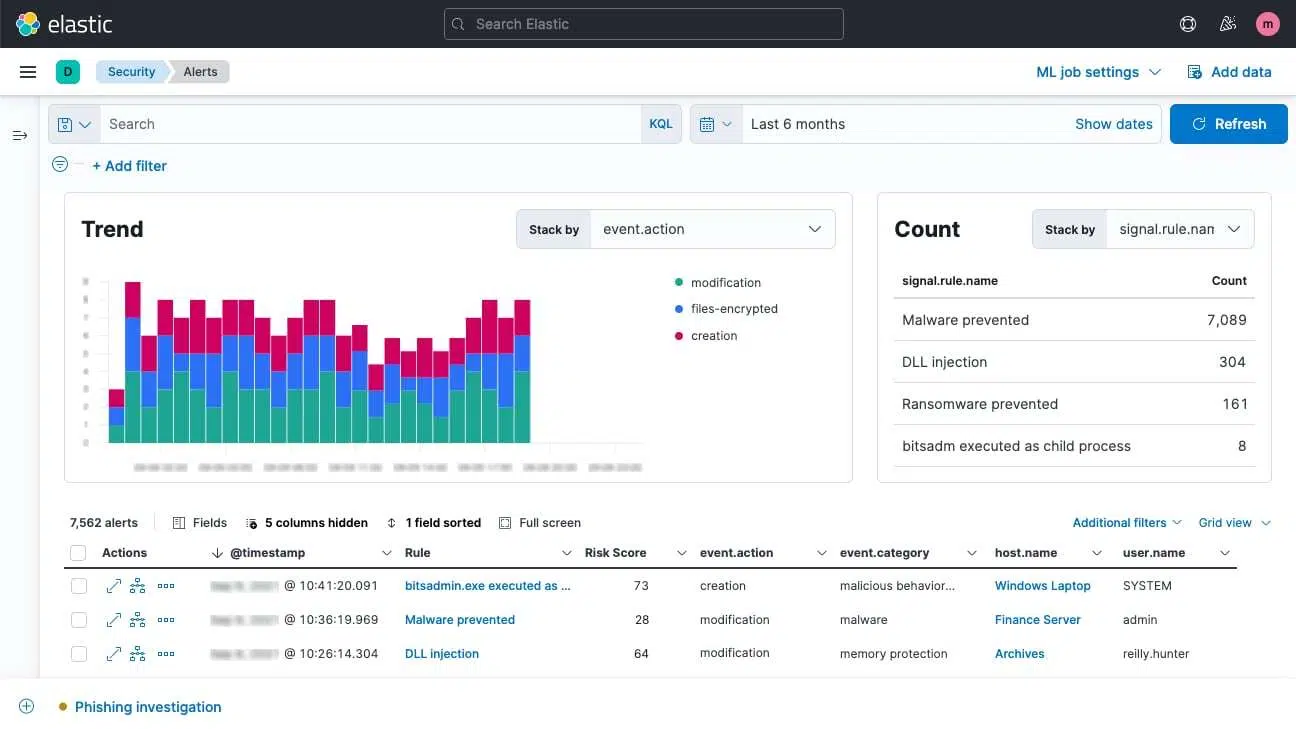 elastic Search Elastic m
D Security Alerts ML job settings Add data
Search KQL Last 6 months Show dates Refresh
+ Add filter
Trend Stack by event.action
modification
files-encrypted
creation
Count Stack by signal.rule.nan
signal.rule.name Count
Malware prevented 7,089
DLL injection 304
Ransomware prevented 161
bitsadm executed as child process 8
7,562 alerts Fields 5 columns hidden 1 field sorted Full screen Additional filters Grid view
Actions @timestamp Rule Risk Score event.action event.category host.name user.name
@ 10:41:20.091 bitsadmin.exe executed as ... 73 creation malicious behavior... Windows Laptop SYSTEM
@ 10:36:19.969 Malware prevented 28 modification malware Finance Server admin
@ 10:26:14.304 DLL injection 64 modification memory protection Archives reilly.hunter
Phishing investigation